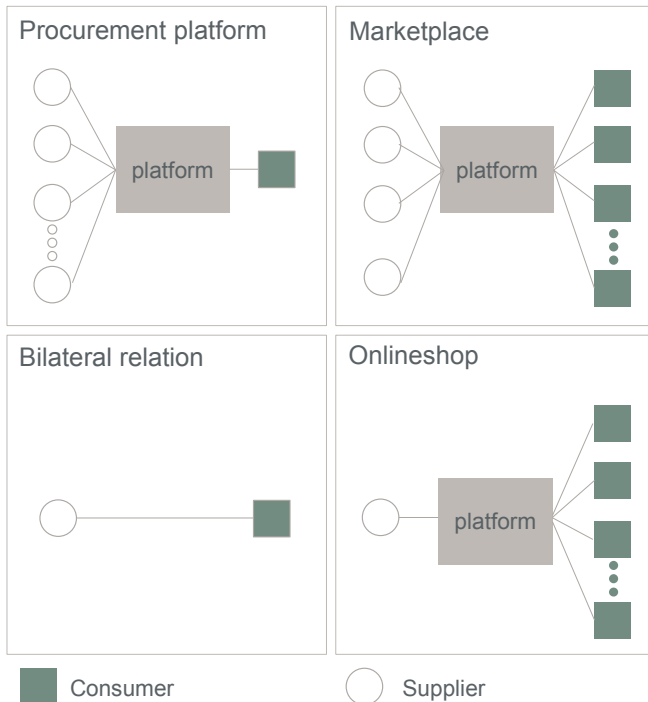 Procurement platform
platform
Marketplace
platform
Bilateral relation
Onlineshop
platform
Consumer
Supplier